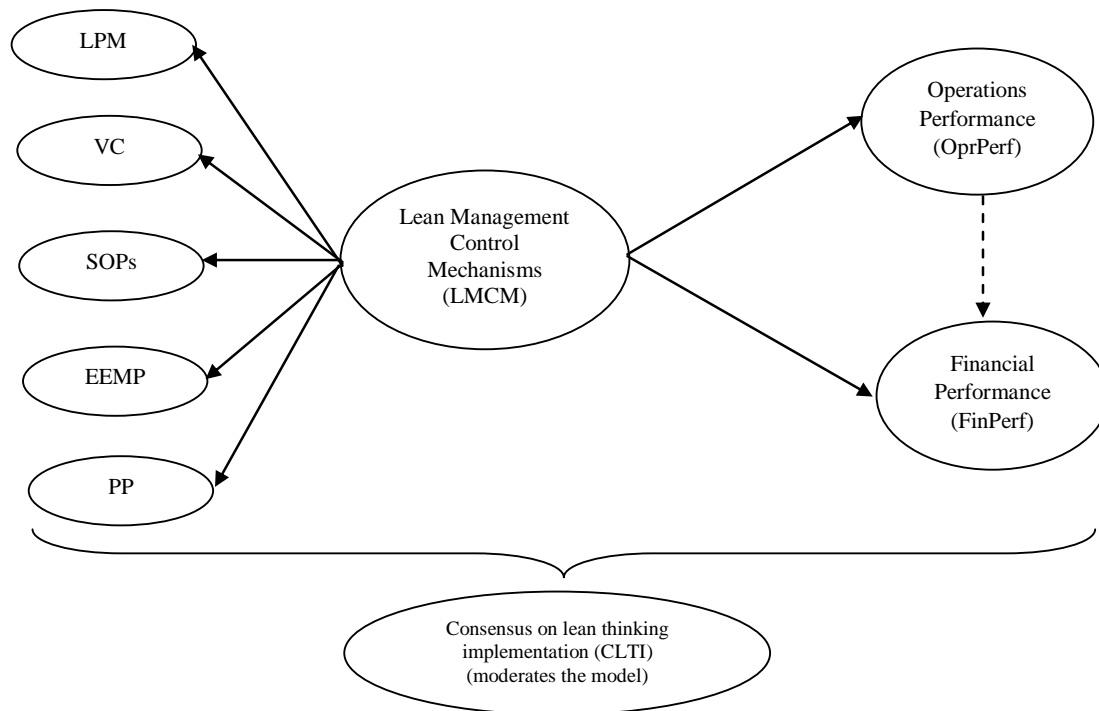 LPM
VC
SOPs
EEMP
PP
Lean Management
Control
Mechanisms
(LMCM)
Operations
Performance
(OprPerf)
Financial
Performance
(FinPerf)
Consensus on lean thinking
implementation (CLTI)
(moderates the model)